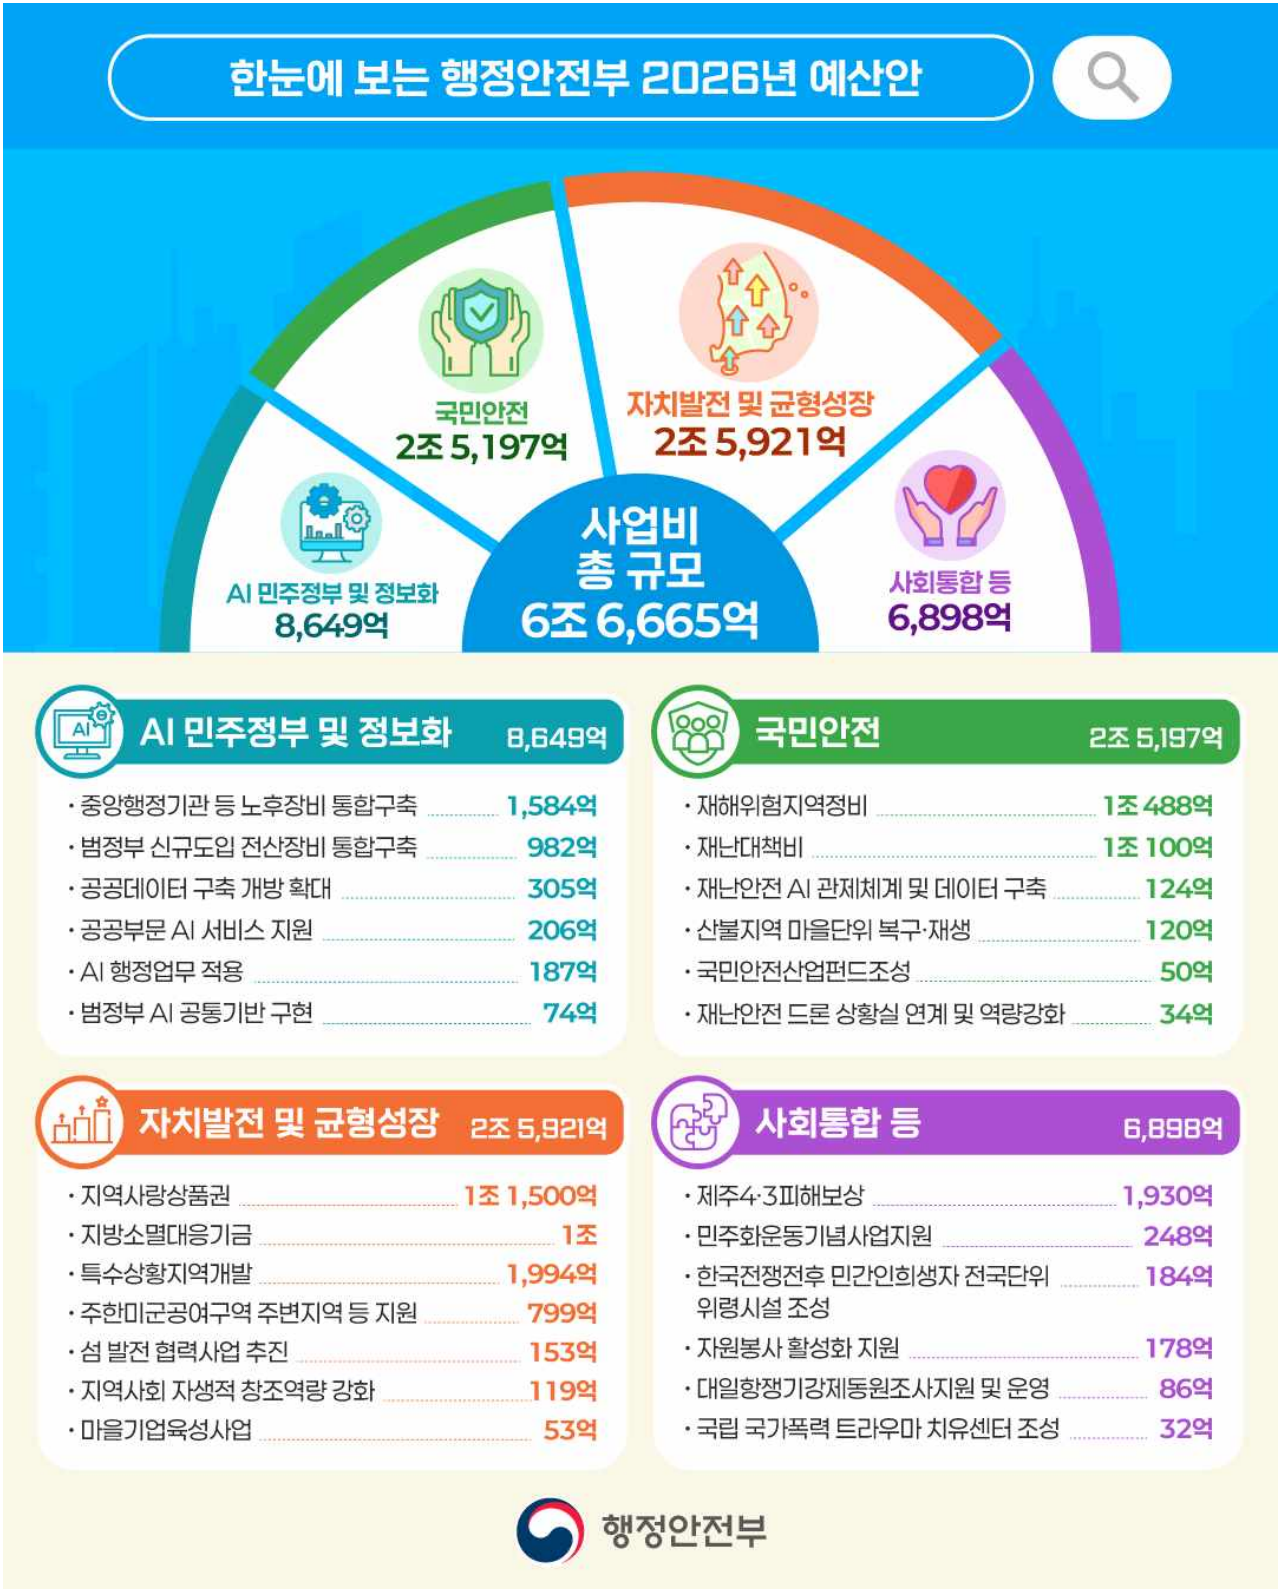 한눈에 보는 행정안전부 2026년 예산안
국민안전
2조 5,197억
자치발전 및 균형성장
2조 5,921억
AI 민주정부 및 정보화
8,649억
사업비
총 규모
6조 6,665억
사회통합 등
6,898억
AI
AI 민주정부 및 정보화 8,649억
· 중앙행정기관 등 노후장비 통합구축 1,584억
· 범정부 신규도입 전산장비 통합구축 982억
· 공공데이터 구축 개방 확대 305억
· 공공부문 AI 서비스 지원 206억
· AI 행정업무 적용 187억
· 범정부 AI 공통기반 구현 74억
국민안전 2조 5,197억
· 재해위험지역정비 1조 488억
· 재난대책비 1조 100억
· 재난안전 AI 관제체계 및 데이터 구축 124억
· 산불지역 마을단위 복구·재생 120억
· 국민안전산업펀드조성 50억
· 재난안전 드론 상황실 연계 및 역량강화 34억
자치발전 및 균형성장 2조 5,921억
· 지역사랑상품권 1조 1,500억
· 지방소멸대응기금 1조
· 특수상황지역개발 1,994억
· 주한미군공여구역 주변지역 등 지원 799억
· 섬 발전 협력사업 추진 153억
· 지역사회 자생적 창조역량 강화 119억
· 마을기업육성사업 53억
사회통합 등 6,898억
· 제주4·3피해보상 1,930억
· 민주화운동기념사업지원 248억
· 한국전쟁전후 민간인희생자 전국단위 184억
위령시설 조성
· 자원봉사 활성화 지원 178억
· 대일항쟁기강제동원조사지원 및 운영 86억
· 국립 국가폭력 트라우마 치유센터 조성 32억
행정안전부